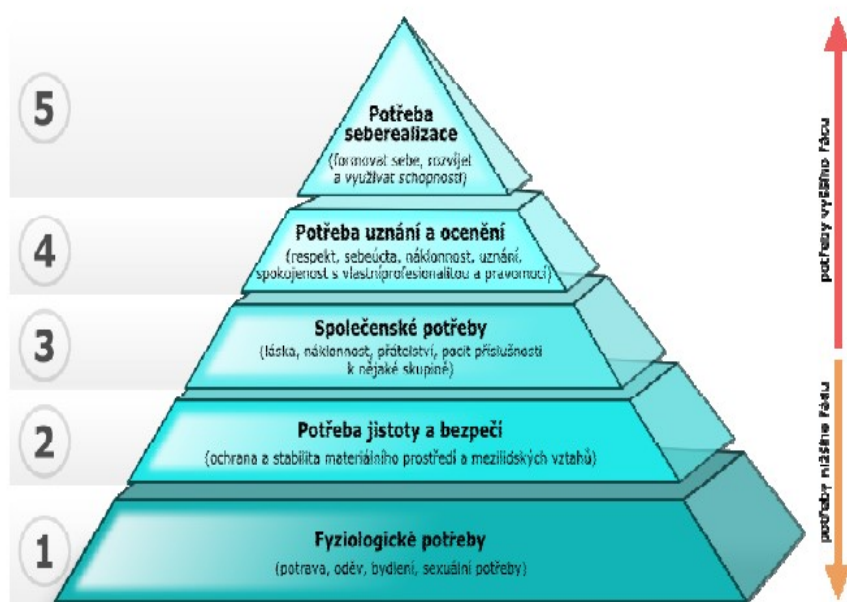 5
Potřeba
seberealizace
(formovat sebe, rozvíjet
a využívat schopnosti)
4
Potřeba uznání a ocenění
(respekt, sebeúcta, náklonnost, uznání,
spokojenost s vlastníprofesionalitou a pravomocí)
3
Společenské potřeby
(láska, náklonnost, přátelství, pocit příslušnosti
k nějaké skupině)
2
Potřeba jistoty a bezpečí
(ochrana a stabilita materiálního prostředí a mezilidských vztahů)
1
Fyziologické potřeby
(potrava, oděv, bydlení, sexuální potřeby)
potřeby vyššího řádu
potřeby nižšího řádu